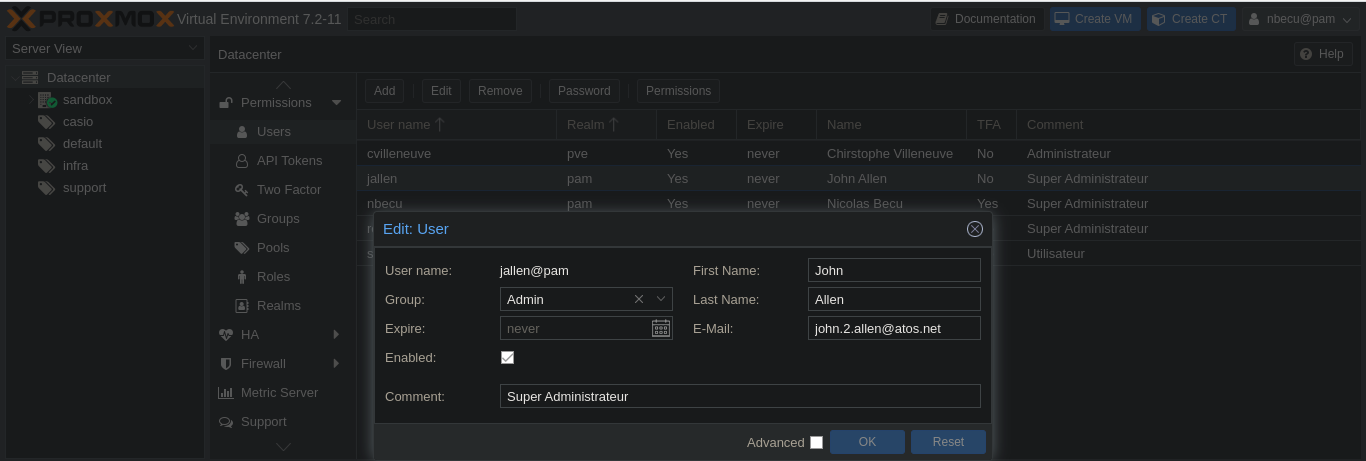 PROXMOX Virtual Environment 7.2-11 Search Documentation Create VM Create CT nbecu@pam
Server View
Datacenter
sandbox
casio
default
infra
support
Datacenter Help
Permissions
Users
API Tokens
Two Factor
Groups
Pools
Roles
Realms
HA
Firewall
Metric Server
Support
Add Edit Remove Password Permissions
User name Realm Enabled Expire Name TFA Comment
cvilleneuve pve Yes never Chirstophe Villeneuve No Administrateur
jallen pam Yes never John Allen No Super Administrateur
nbecu pam Yes never Nicolas Becu Yes Super Administrateur
Super Administrateur
Utilisateur
Edit: User
User name: jallen@pam First Name: John
Group: Admin Last Name: Allen
Expire: never E-Mail: john.2.allen@atos.net
Enabled:
Comment: Super Administrateur
Advanced OK Reset